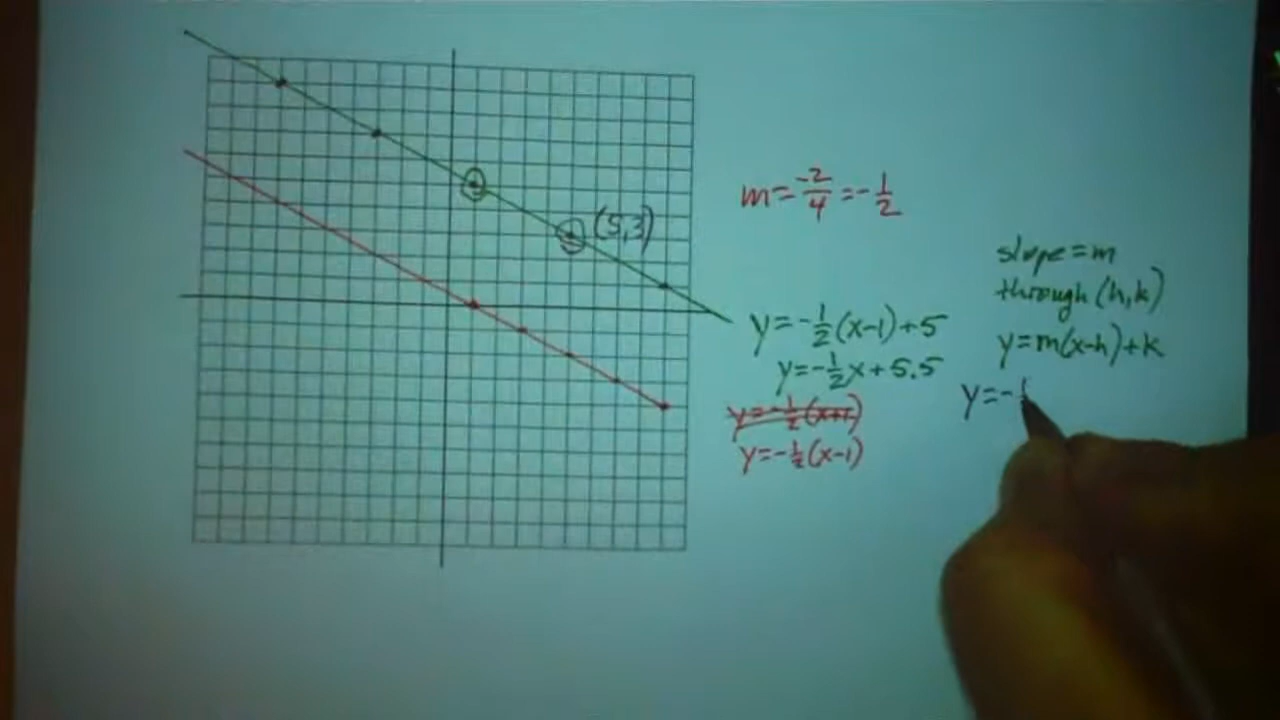 (5,3)
m = -2/4 = -1/2
slope = m
through (h,k)
y = m(x-h)+k
y = -1
y = -1/2(x-1)+5
y = -1/2x+5.5
y = -1/2(x+1)
y = -1/2(x-1)